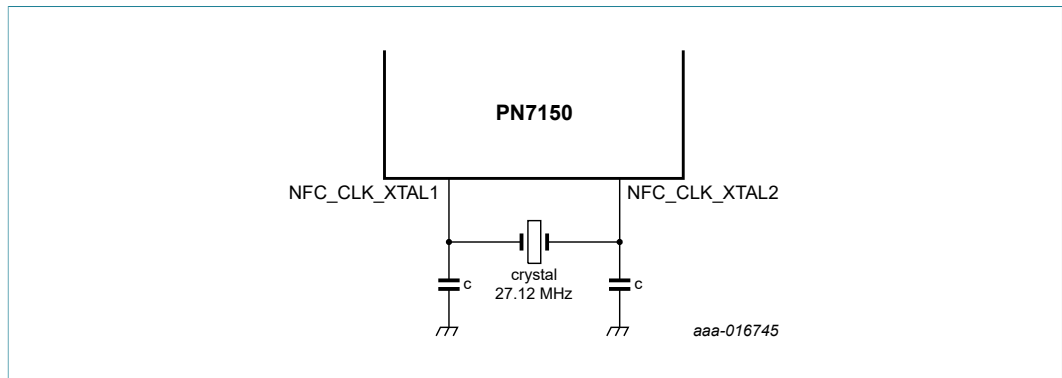 PN7150
NFC_CLK_XTAL1
NFC_CLK_XTAL2
c
crystal
27.12 MHz
c
aaa-016745